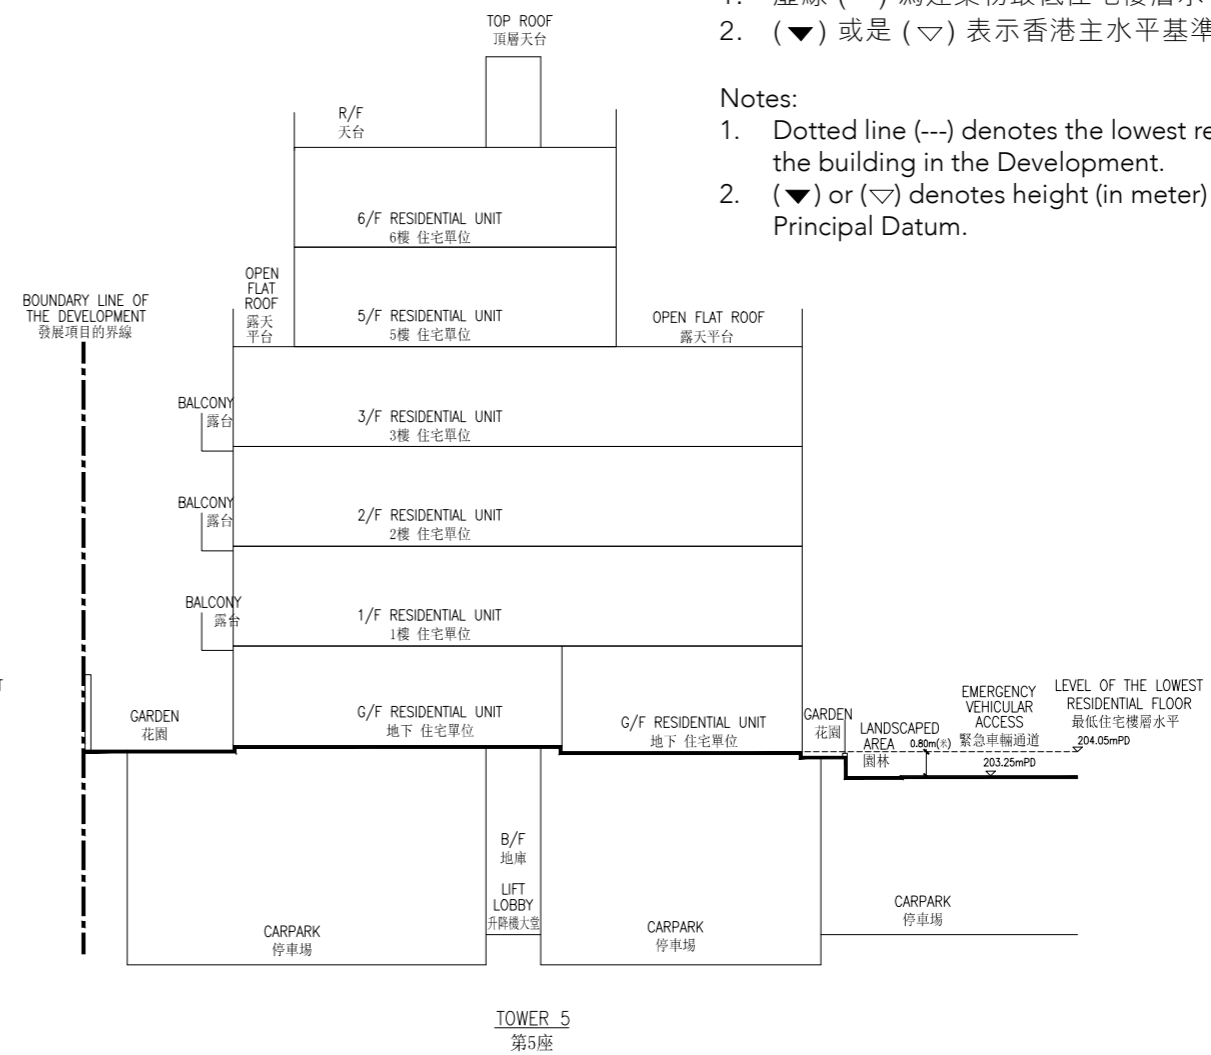 2. (▼) 或是 (▽) 表示香港主水平基準
Notes:
1. Dotted line (---) denotes the lowest re
the building in the Development.
2. (▼) or (▽) denotes height (in meter)
Principal Datum.
TOP ROOF
頂層天台
R/F
天台
6/F RESIDENTIAL UNIT
6樓 住宅單位
OPEN
FLAT
ROOF
露天
平台
5/F RESIDENTIAL UNIT
5樓 住宅單位
OPEN FLAT ROOF
露天平台
BOUNDARY LINE OF
THE DEVELOPMENT
發展項目的界線
BALCONY
露台
3/F RESIDENTIAL UNIT
3樓 住宅單位
BALCONY
露台
2/F RESIDENTIAL UNIT
2樓 住宅單位
BALCONY
露台
1/F RESIDENTIAL UNIT
1樓 住宅單位
GARDEN
花園
G/F RESIDENTIAL UNIT
地下 住宅單位
G/F RESIDENTIAL UNIT
地下 住宅單位
GARDEN
花園
LANDSCAPED
AREA
園林
0.80m(米)
EMERGENCY
VEHICULAR
ACCESS
緊急車輛通道
203.25mPD
LEVEL OF THE LOWEST
RESIDENTIAL FLOOR
最低住宅樓層水平
204.05mPD
B/F
地庫
LIFT
LOBBY
升降機大堂
CARPARK
停車場
CARPARK
停車場
CARPARK
停車場
TOWER 5
第5座